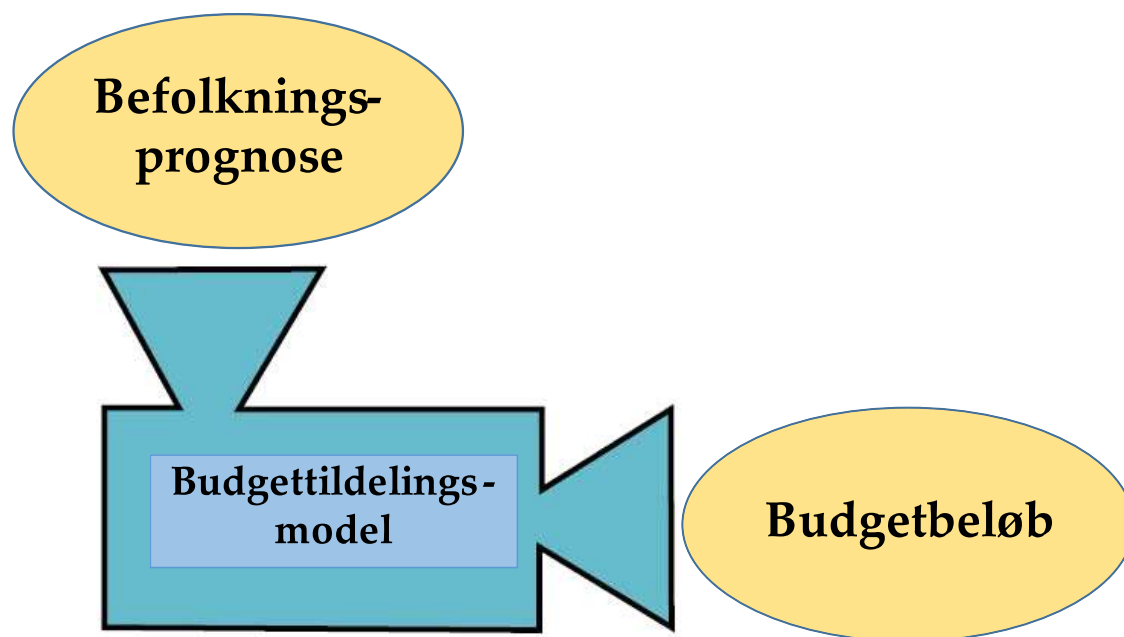 Befolknings-
prognose
Budgettildelings-
model
Budgetbeløb